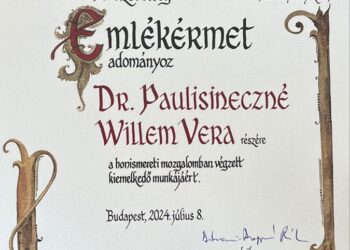 Emlékérmet
adományoz
Dr. Paulisineczné
Willem Vera részére
a honismereti mozgalomban végzett
kiemelkedő munkájáért.
Budapest, 2024. július 8.